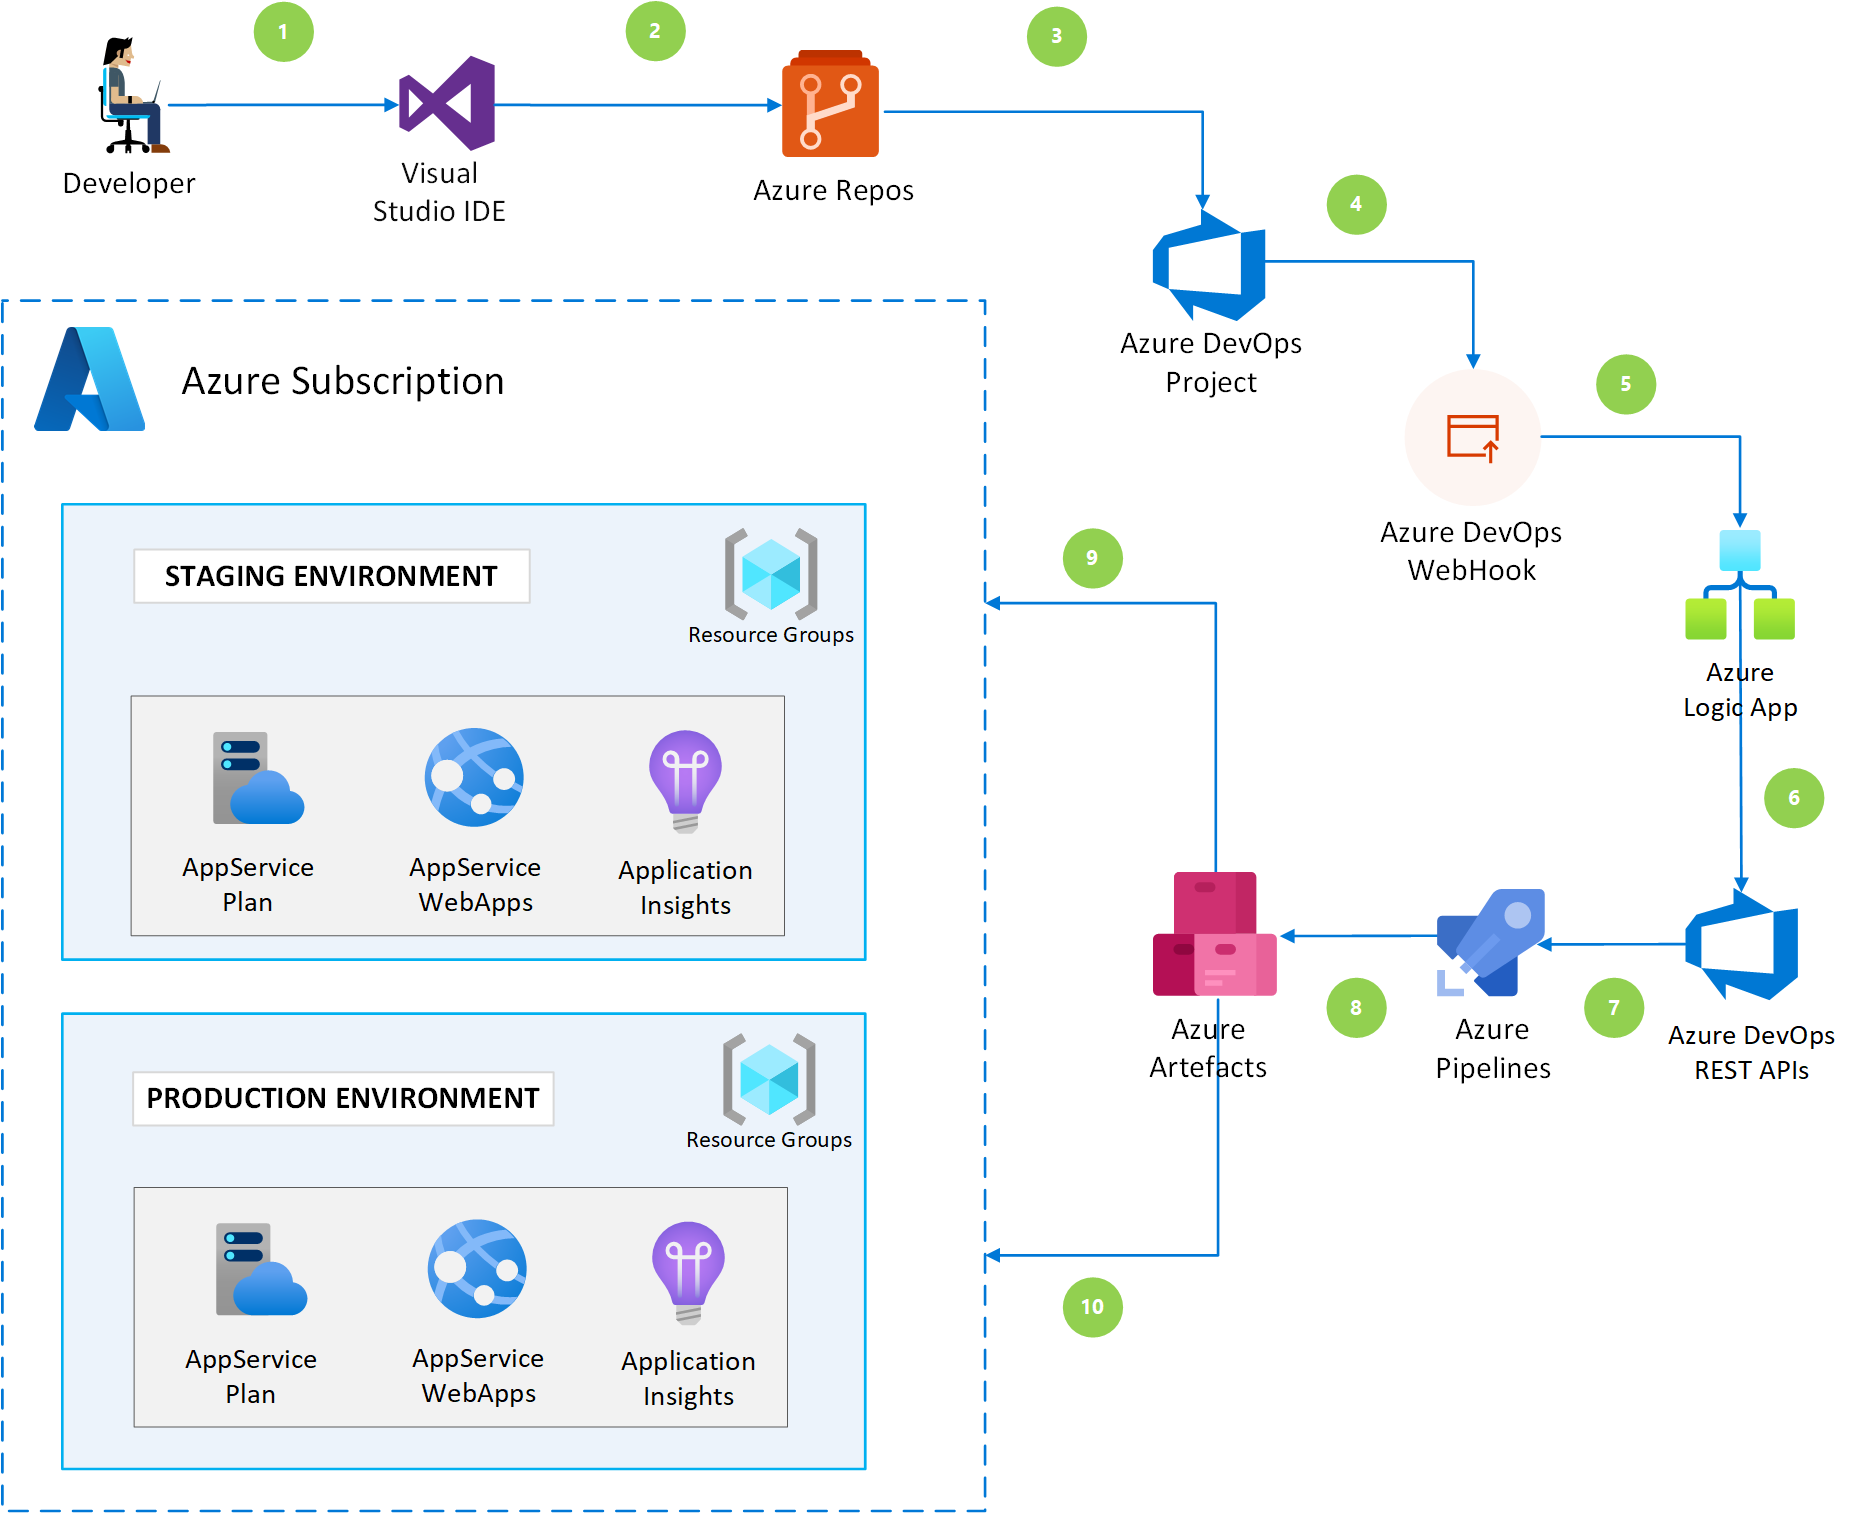 1
2
3
Developer
Visual
Studio IDE
Azure Repos
4
Azure DevOps
Project
5
Azure DevOps
WebHook
Azure
Logic App
6
Azure DevOps
REST APIs
7
Azure
Pipelines
8
Azure
Artefacts
9
10
Azure Subscription
STAGING ENVIRONMENT
Resource Groups
AppService
Plan
AppService
WebApps
Application
Insights
PRODUCTION ENVIRONMENT
Resource Groups
AppService
Plan
AppService
WebApps
Application
Insights